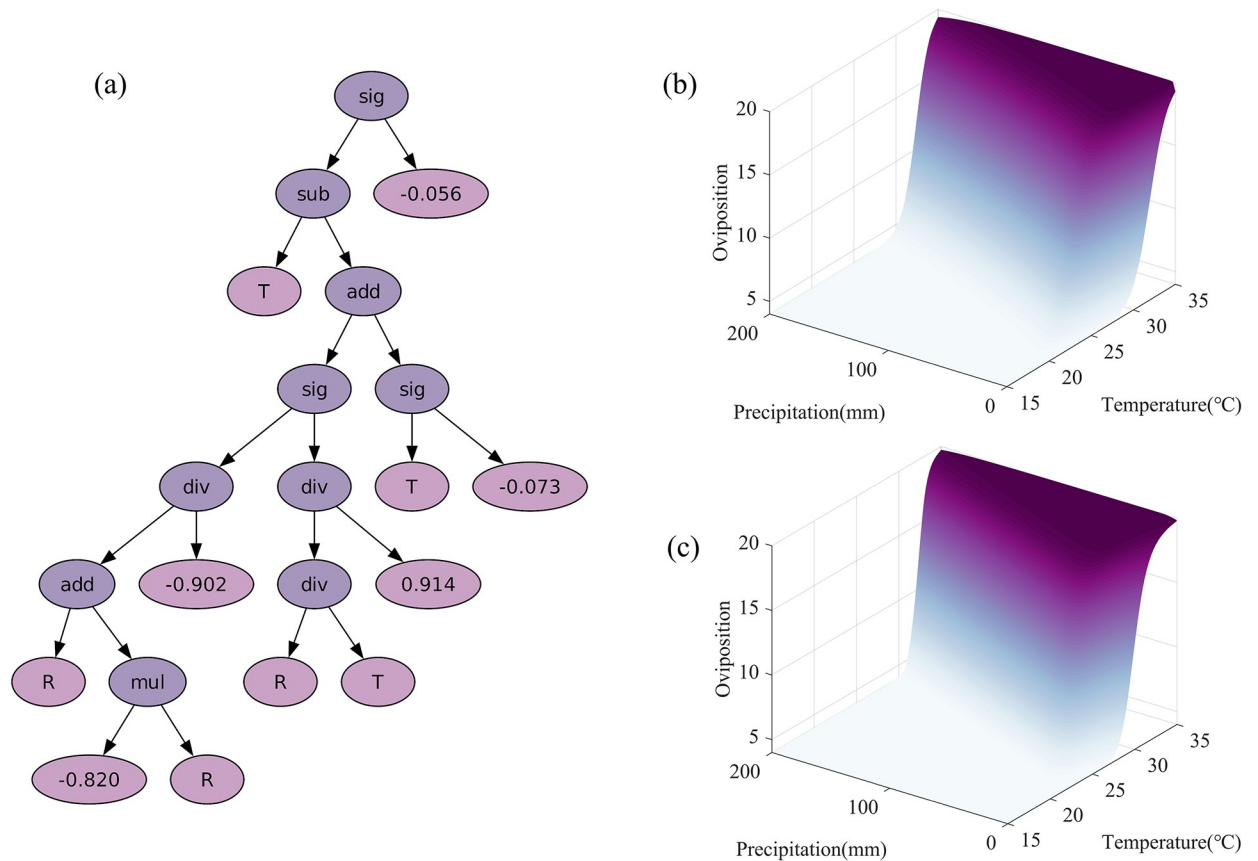 (a)
sig
sub
-0.056
T
add
sig
sig
div
div
T
-0.073
add
-0.902
div
0.914
R
mul
R
T
-0.820
R
(b)
20
15
10
5
Oviposition
200
100
0
Precipitation(mm)
15
20
25
30
35
Temperature(℃)
(c)
20
15
10
5
Oviposition
200
100
0
Precipitation(mm)
15
20
25
30
35
Temperature(℃)